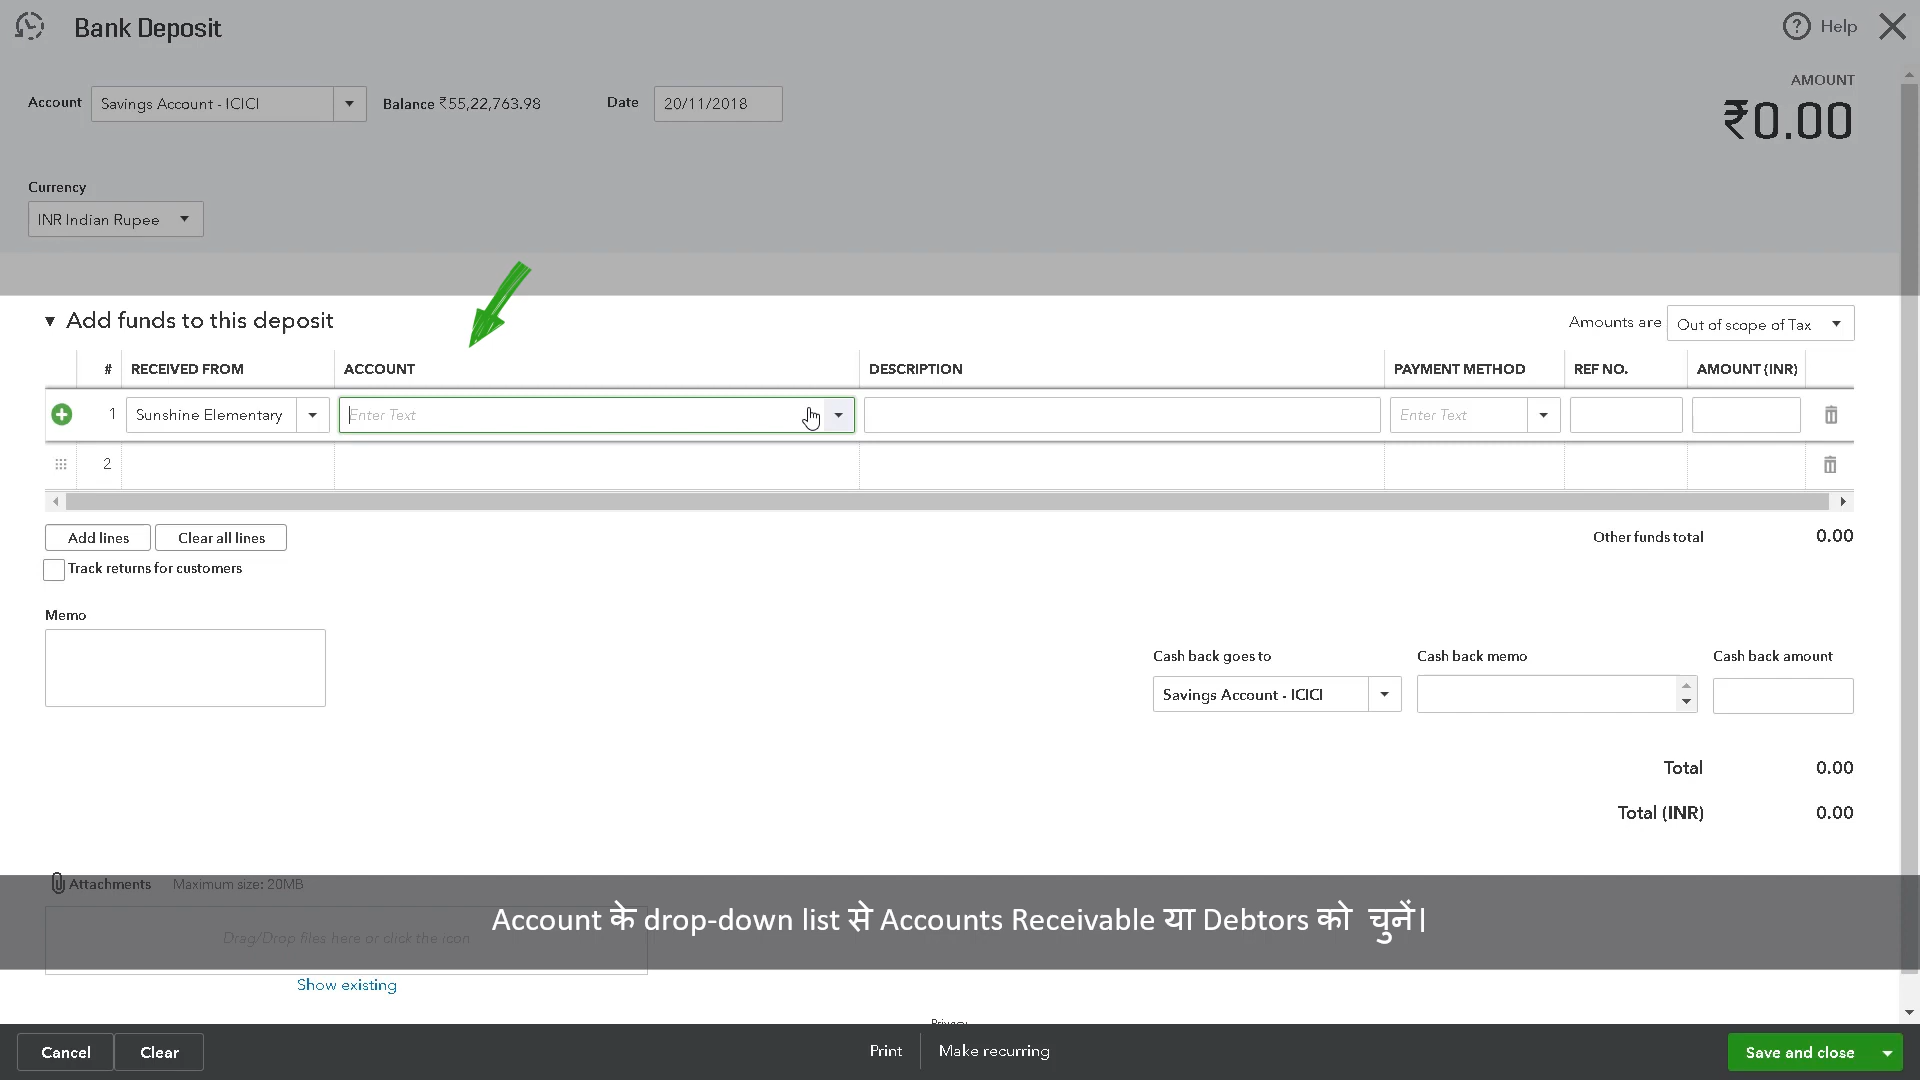 Bank Deposit
Help
AMOUNT
₹0.00
Account Savings Account - ICICI Balance ₹55,22,763.98 Date 20/11/2018
Currency
INR Indian Rupee
Add funds to this deposit
Amounts are Out of scope of Tax
# RECEIVED FROM ACCOUNT DESCRIPTION PAYMENT METHOD REF NO. AMOUNT (INR)
1 Sunshine Elementary Enter Text Enter Text
2
Add lines Clear all lines Other funds total 0.00
Track returns for customers
Memo
Cash back goes to Cash back memo Cash back amount
Savings Account - ICICI
Total 0.00
Total (INR) 0.00
Attachments Maximum size: 20MB
Drag/Drop files here or click the icon
Account के drop-down list से Accounts Receivable या Debtors को चुनें|
Show existing
Privacy
Cancel Clear Print Make recurring Save and close